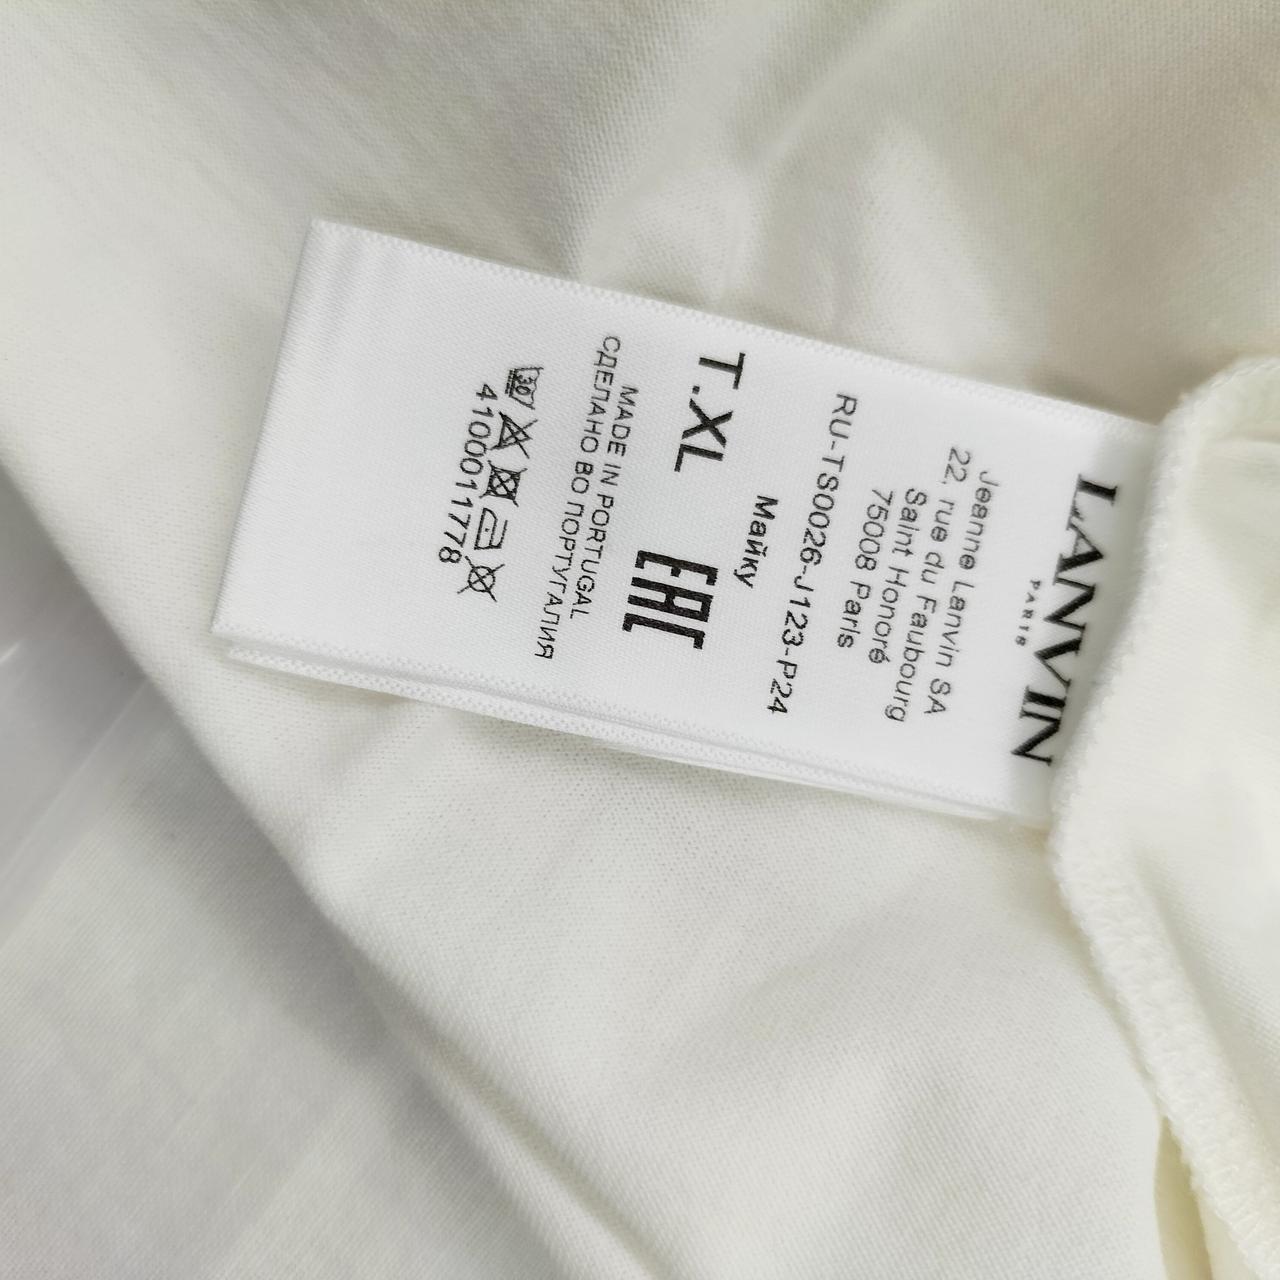 LANVIN
PARIS
Jeanne Lanvin SA
22, rue du Faubourg
Saint Honoré
75008 Paris
RU-TS0026-J123-P24
Майку
T.XL
EAC
MADE IN PORTUGAL
СДЕЛАНО ВО ПОРТУГАЛИЯ
30
4100011778